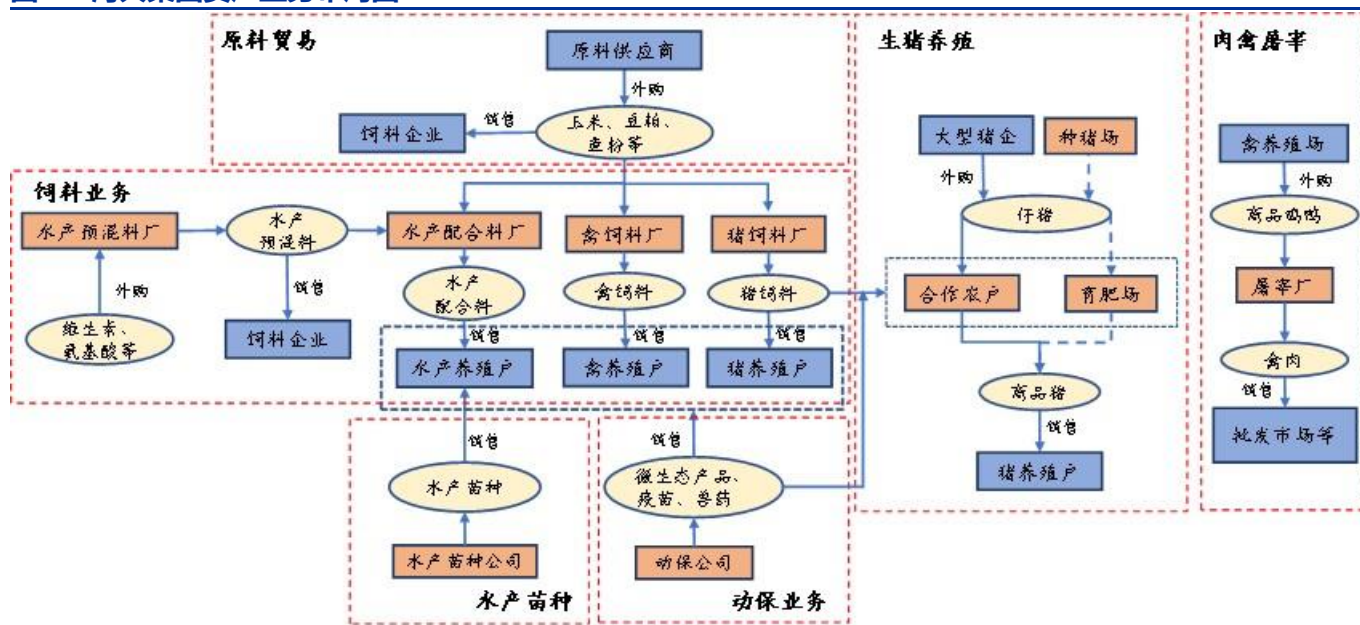 原料贸易
原料供应商
外购
玉米、豆粕、
鱼粉等
销售
饲料企业
饲料业务
水产预混料厂
水产
预混料
水产配合料厂
禽饲料厂
猪饲料厂
外购
维生素、
氨基酸等
销售
饲料企业
水产
配合料
禽饲料
猪饲料
销售
销售
销售
水产养殖户
禽养殖户
猪养殖户
销售
水产苗种
水产苗种公司
水产苗种
销售
微生态产品、
疫苗、兽药
动保公司
动保业务
生猪养殖
大型猪企
种猪场
外购
仔猪
合作农户
育肥场
商品猪
销售
猪养殖户
肉禽屠宰
禽养殖场
外购
商品鸡鸭
屠宰厂
禽肉
销售
批发市场等